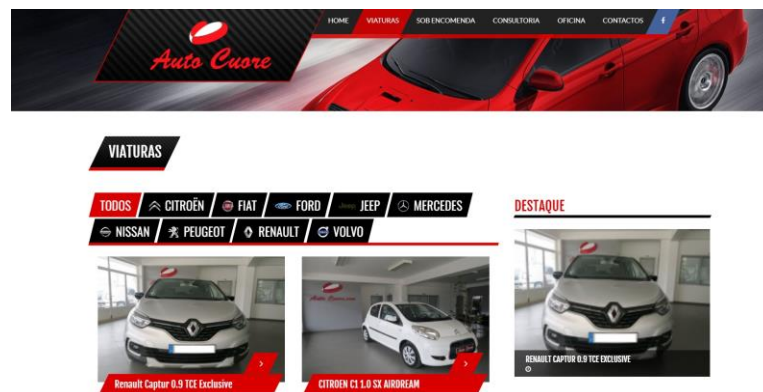 HOME VIATURAS SOB ENCOMENDA CONSULTORIA OFICINA CONTACTOS f
Auto Cuore
VIATURAS
TODOS CITROËN FIAT FORD JEEP MERCEDES
NISSAN PEUGEOT RENAULT VOLVO
DESTAQUE
Renault Captur 0.9 TCE Exclusive
CITROEN C1 1.0 SX AIRDREAM
RENAULT CAPTUR 0.9 TCE EXCLUSIVE